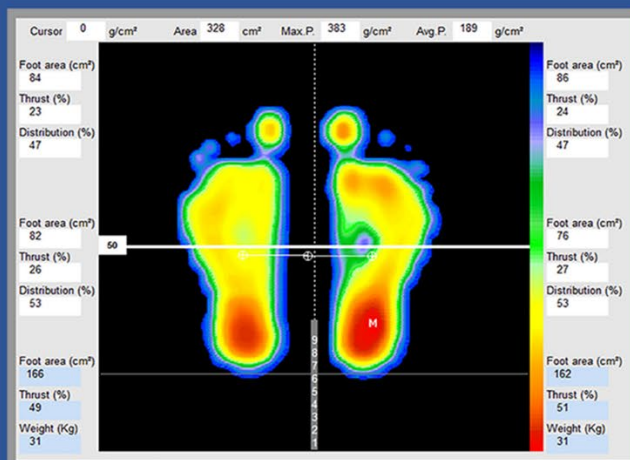 Cursor 0 g/cm² Area 328 cm² Max.P. 383 g/cm² Avg.P. 189 g/cm²
Foot area (cm²)
84
Thrust (%)
23
Distribution (%)
47
Foot area (cm²)
82
Thrust (%)
26
Distribution (%)
53
Foot area (cm²)
166
Thrust (%)
49
Weight (Kg)
31
50
M
9
8
7
6
5
4
3
2
1
Foot area (cm²)
86
Thrust (%)
24
Distribution (%)
47
Foot area (cm²)
76
Thrust (%)
27
Distribution (%)
53
Foot area (cm²)
162
Thrust (%)
51
Weight (Kg)
31